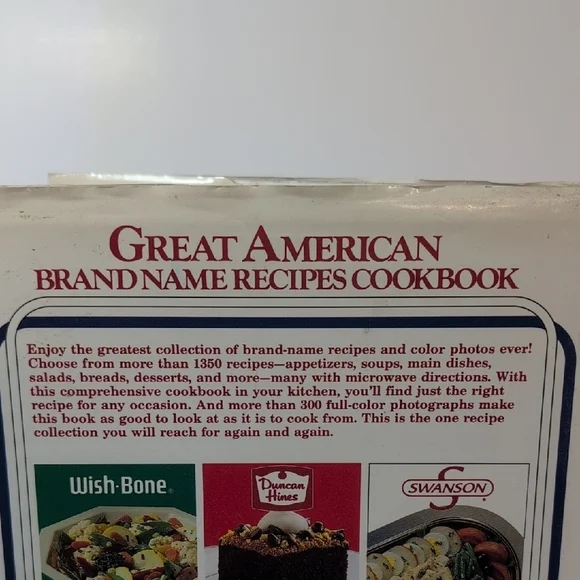 GREAT AMERICAN
BRAND NAME RECIPES COOKBOOK
Enjoy the greatest collection of brand-name recipes and color photos ever!
Choose from more than 1350 recipes—appetizers, soups, main dishes,
salads, breads, desserts, and more—many with microwave directions. With
this comprehensive cookbook in your kitchen, you'll find just the right
recipe for any occasion. And more than 300 full-color photographs make
this book as good to look at as it is to cook from. This is the one recipe
collection you will reach for again and again.
Wish-Bone®
Duncan
Hines
S
SWANSON